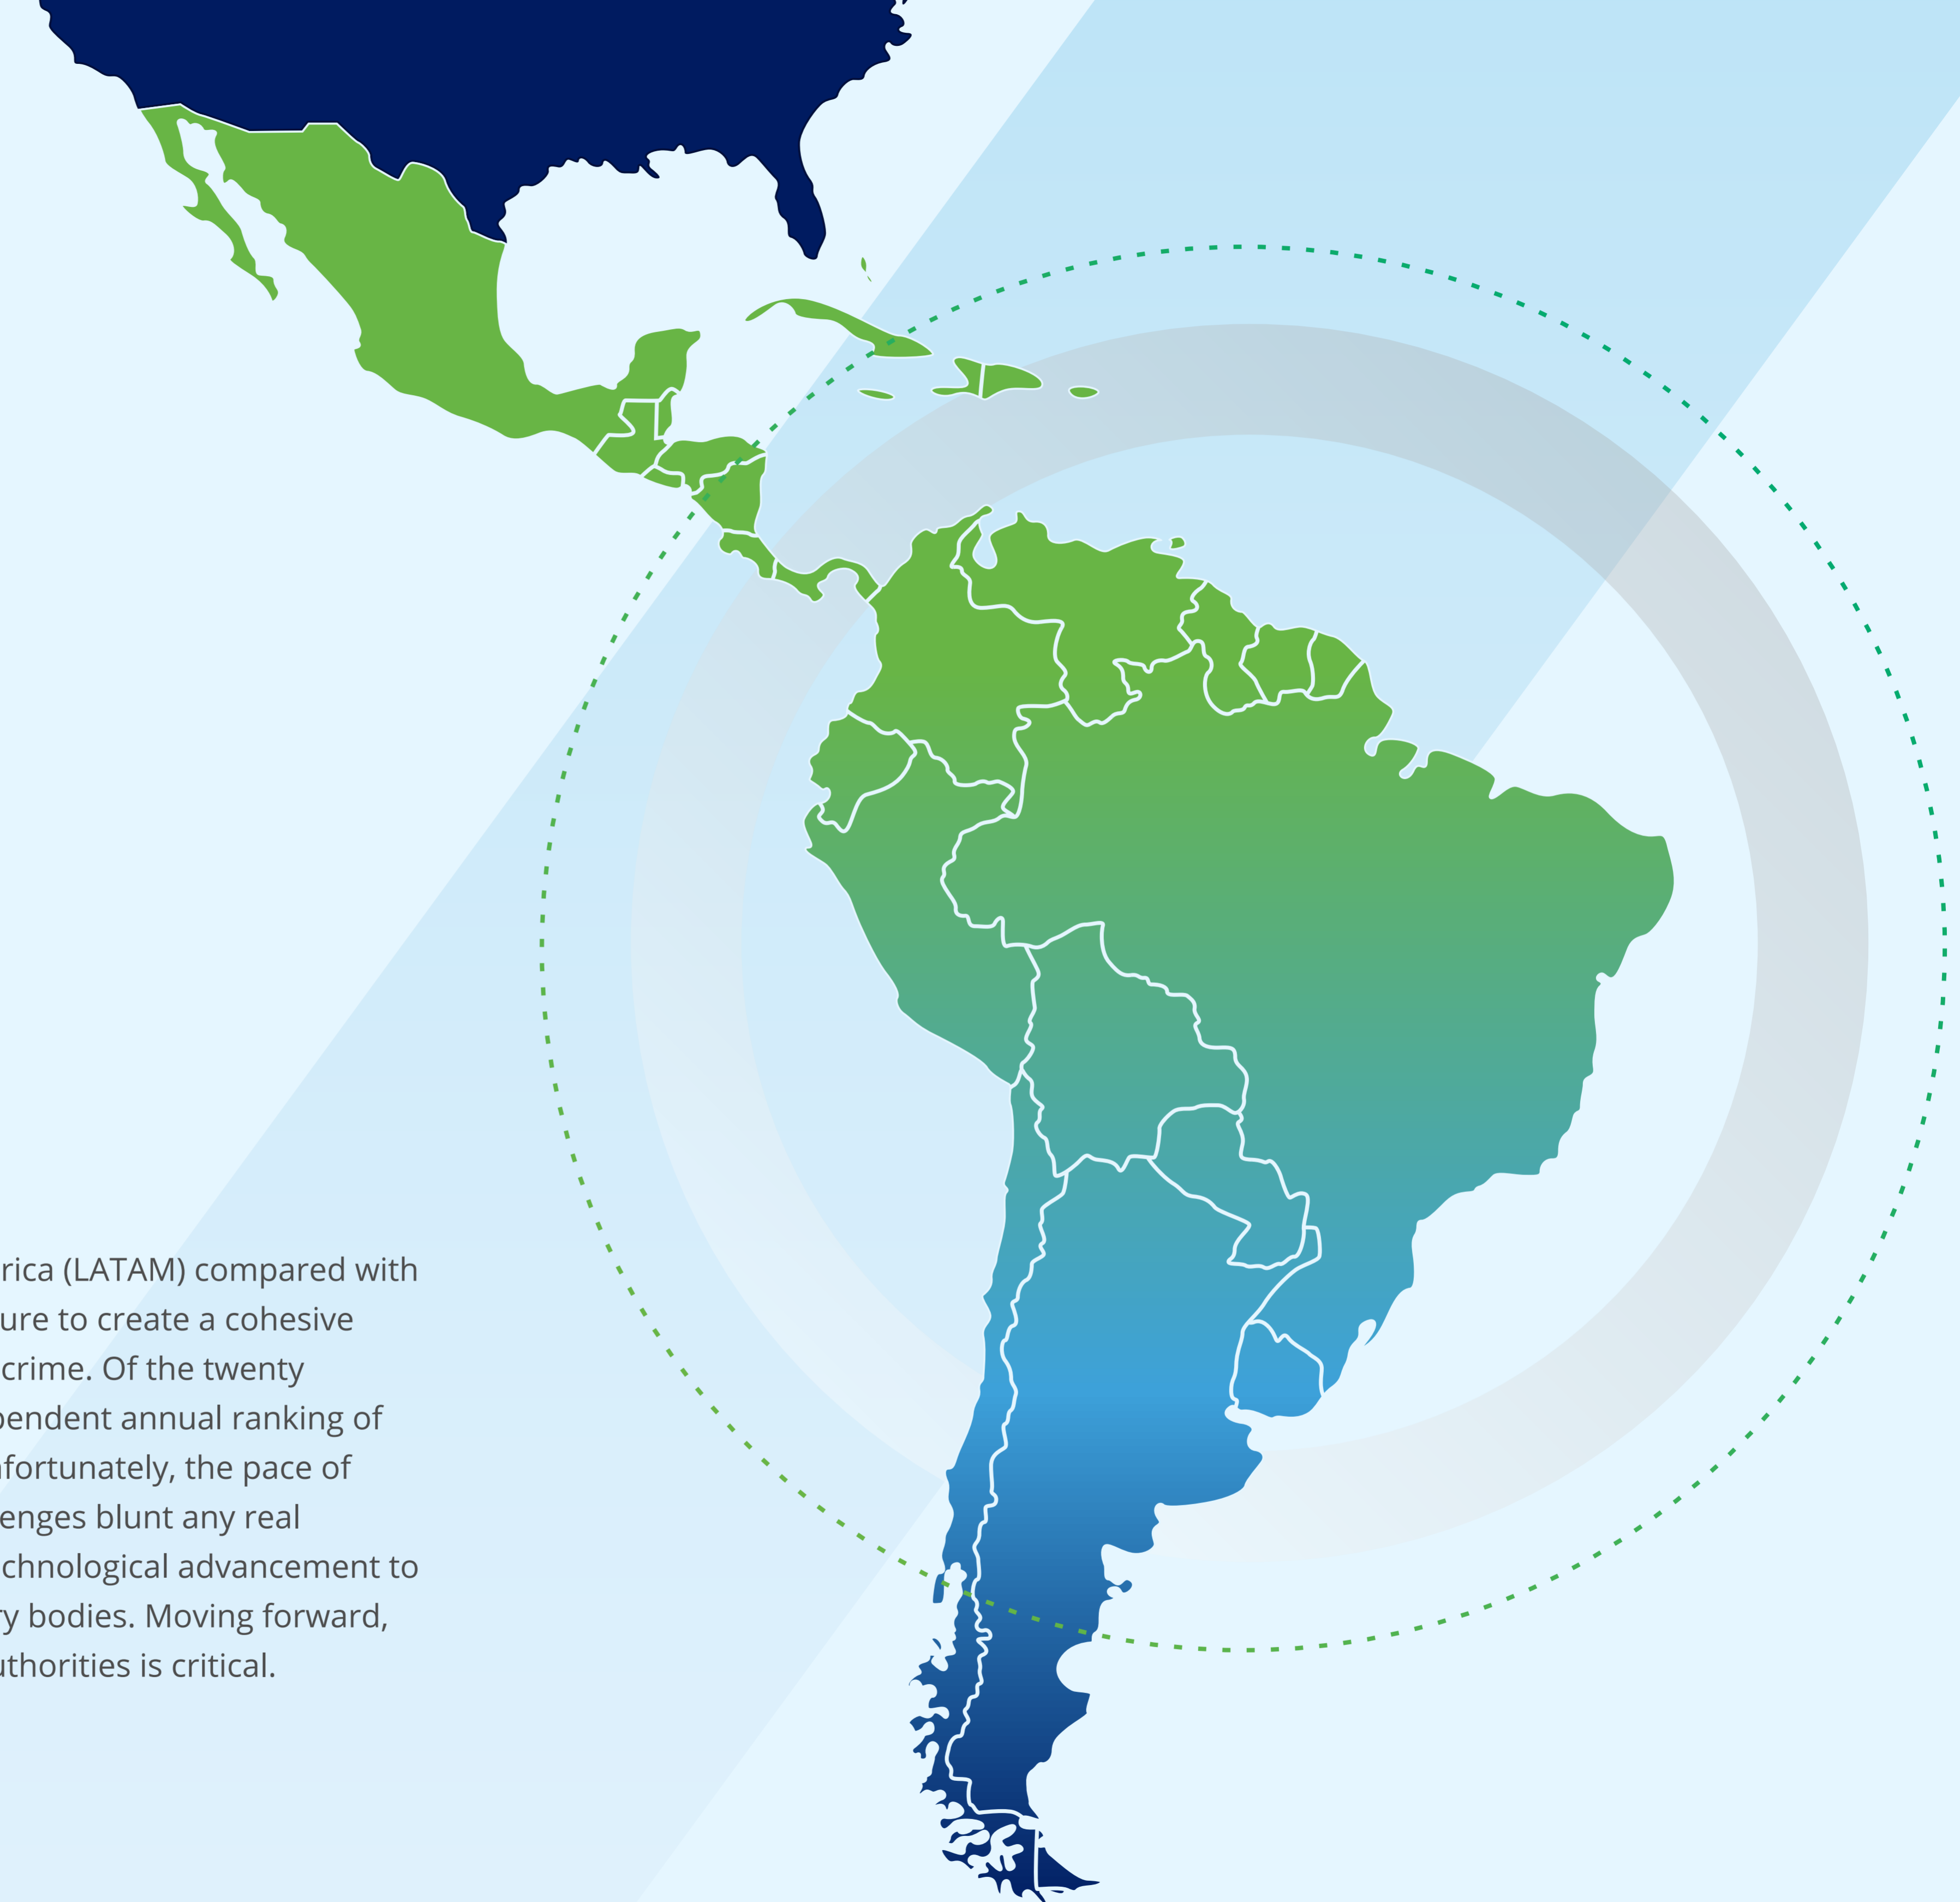 rica (LATAM) compared with
ure to create a cohesive
crime. Of the twenty
pendent annual ranking of
nfortunately, the pace of
enges blunt any real
chnological advancement to
ry bodies. Moving forward,
uthorities is critical.